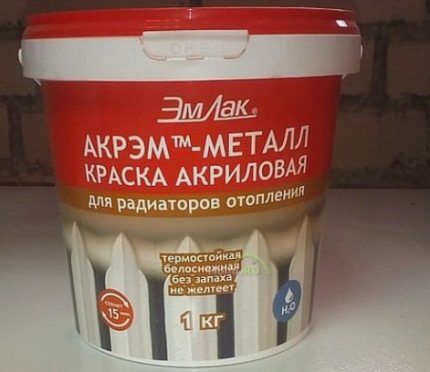 ЭмЛак®
АКРЭМ™-МЕТАЛЛ
КРАСКА АКРИЛОВАЯ
для радиаторов отопления
термостойкая
белоснежная
без запаха
не желтеет
1 кг
15
H₂O